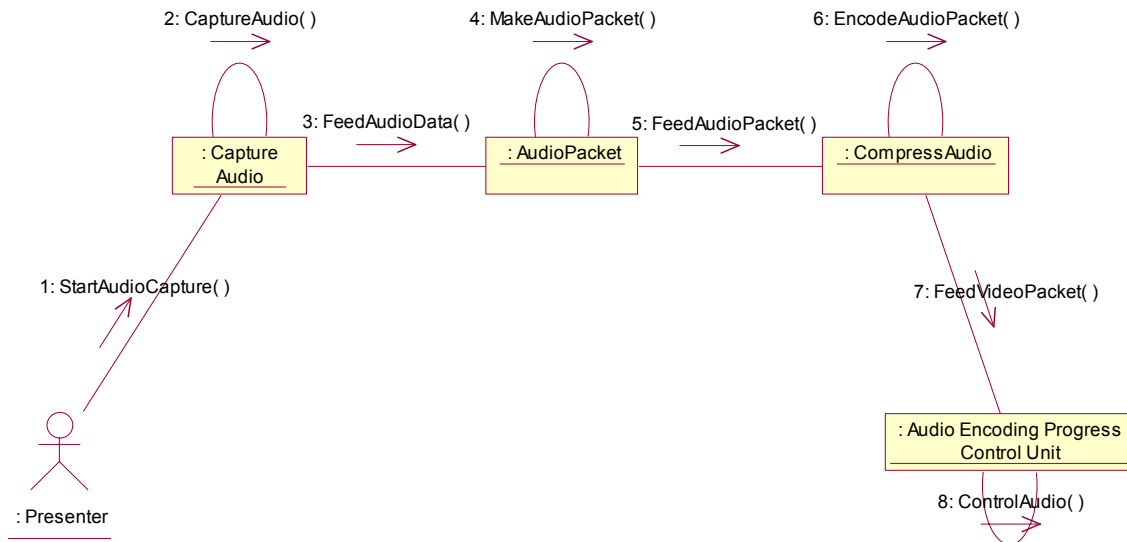 2: CaptureAudio( )
4: MakeAudioPacket( )
6: EncodeAudioPacket( )
3: FeedAudioData( )
5: FeedAudioPacket( )
: Capture
Audio
: AudioPacket
: CompressAudio
1: StartAudioCapture( )
7: FeedVideoPacket( )
: Audio Encoding Progress
Control Unit
8: ControlAudio( )
: Presenter